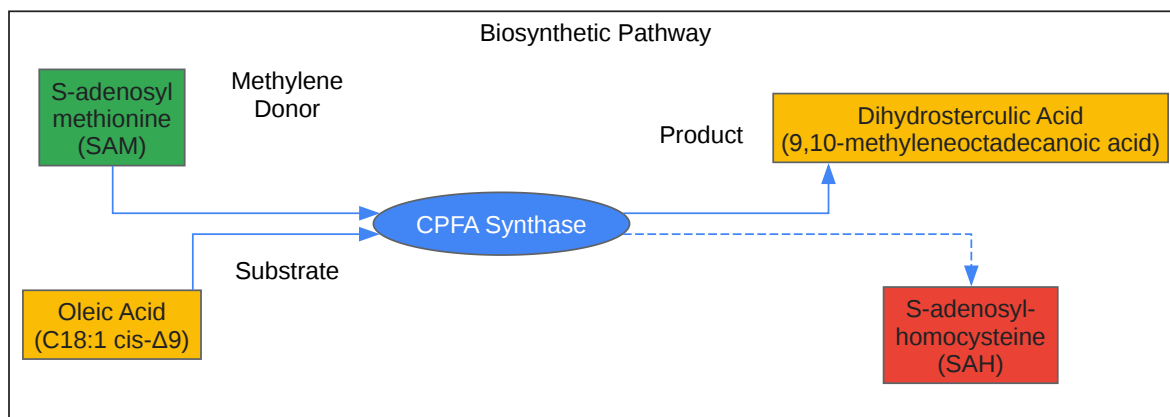 Biosynthetic Pathway
S-adenosyl
methionine
(SAM)
Methylene
Donor
Product
Dihydrosterculic Acid
(9,10-methyleneoctadecanoic acid)
CPFA Synthase
Substrate
Oleic Acid
(C18:1 cis-Δ9)
S-adenosyl-
homocysteine
(SAH)